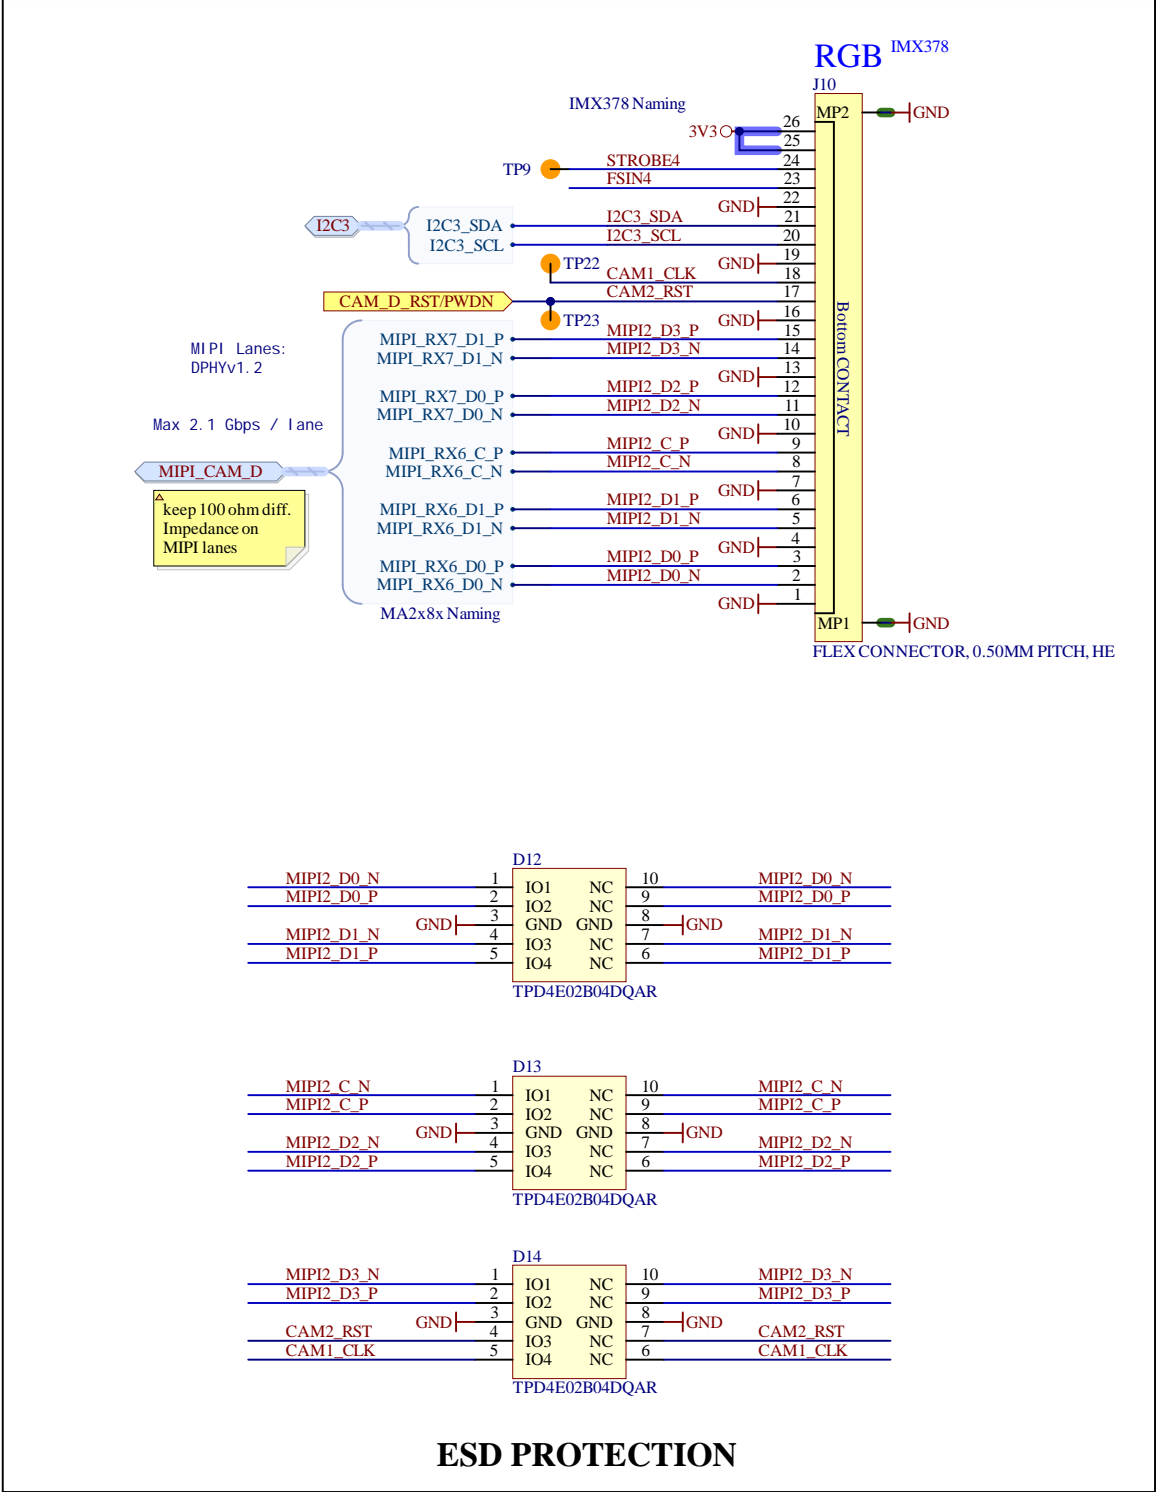 RGB IMX378
J10
IMX378 Naming
MP2
GND
3V3
26
25
TP9
STROBE4
24
FSIN4
23
GND
22
I2C3
I2C3_SDA
I2C3_SDA
21
I2C3_SCL
I2C3_SCL
20
TP22
GND
19
CAM1_CLK
18
CAM_D_RST/PWDN
CAM2_RST
17
TP23
GND
16
Bottom CONTACT
MIPI Lanes:
DPHYv1.2
MIPI_RX7_D1_P
MIPI2_D3_P
15
MIPI_RX7_D1_N
MIPI2_D3_N
14
GND
13
MIPI_RX7_D0_P
MIPI2_D2_P
12
MIPI_RX7_D0_N
MIPI2_D2_N
11
Max 2.1 Gbps / lane
GND
10
MIPI_RX6_C_P
MIPI2_C_P
9
MIPI_CAM_D
MIPI_RX6_C_N
MIPI2_C_N
8
GND
7
keep 100 ohm diff.
Impedance on
MIPI lanes
MIPI_RX6_D1_P
MIPI2_D1_P
6
MIPI_RX6_D1_N
MIPI2_D1_N
5
GND
4
MIPI_RX6_D0_P
MIPI2_D0_P
3
MIPI_RX6_D0_N
MIPI2_D0_N
2
GND
1
MA2x8x Naming
MP1
GND
FLEX CONNECTOR, 0.50MM PITCH, HE
D12
MIPI2_D0_N 1 IO1 NC 10 MIPI2_D0_N
MIPI2_D0_P 2 IO2 NC 9 MIPI2_D0_P
GND 3 GND GND 8 GND
MIPI2_D1_N 4 IO3 NC 7 MIPI2_D1_N
MIPI2_D1_P 5 IO4 NC 6 MIPI2_D1_P
TPD4E02B04DQAR
D13
MIPI2_C_N 1 IO1 NC 10 MIPI2_C_N
MIPI2_C_P 2 IO2 NC 9 MIPI2_C_P
GND 3 GND GND 8 GND
MIPI2_D2_N 4 IO3 NC 7 MIPI2_D2_N
MIPI2_D2_P 5 IO4 NC 6 MIPI2_D2_P
TPD4E02B04DQAR
D14
MIPI2_D3_N 1 IO1 NC 10 MIPI2_D3_N
MIPI2_D3_P 2 IO2 NC 9 MIPI2_D3_P
GND 3 GND GND 8 GND
CAM2_RST 4 IO3 NC 7 CAM2_RST
CAM1_CLK 5 IO4 NC 6 CAM1_CLK
TPD4E02B04DQAR
ESD PROTECTION